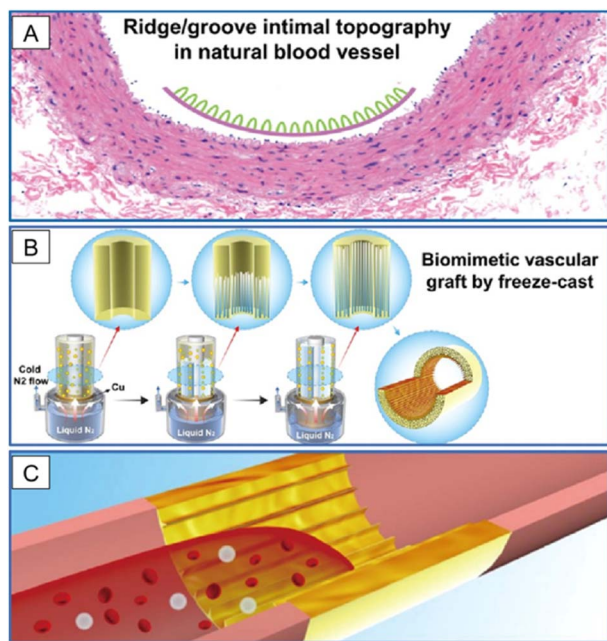 A
Ridge/groove intimal topography
in natural blood vessel
B
Biomimetic vascular
graft by freeze-cast
Cold
N2 flow
Cu
Liquid N₂
Liquid N₂
Liquid N₂
C